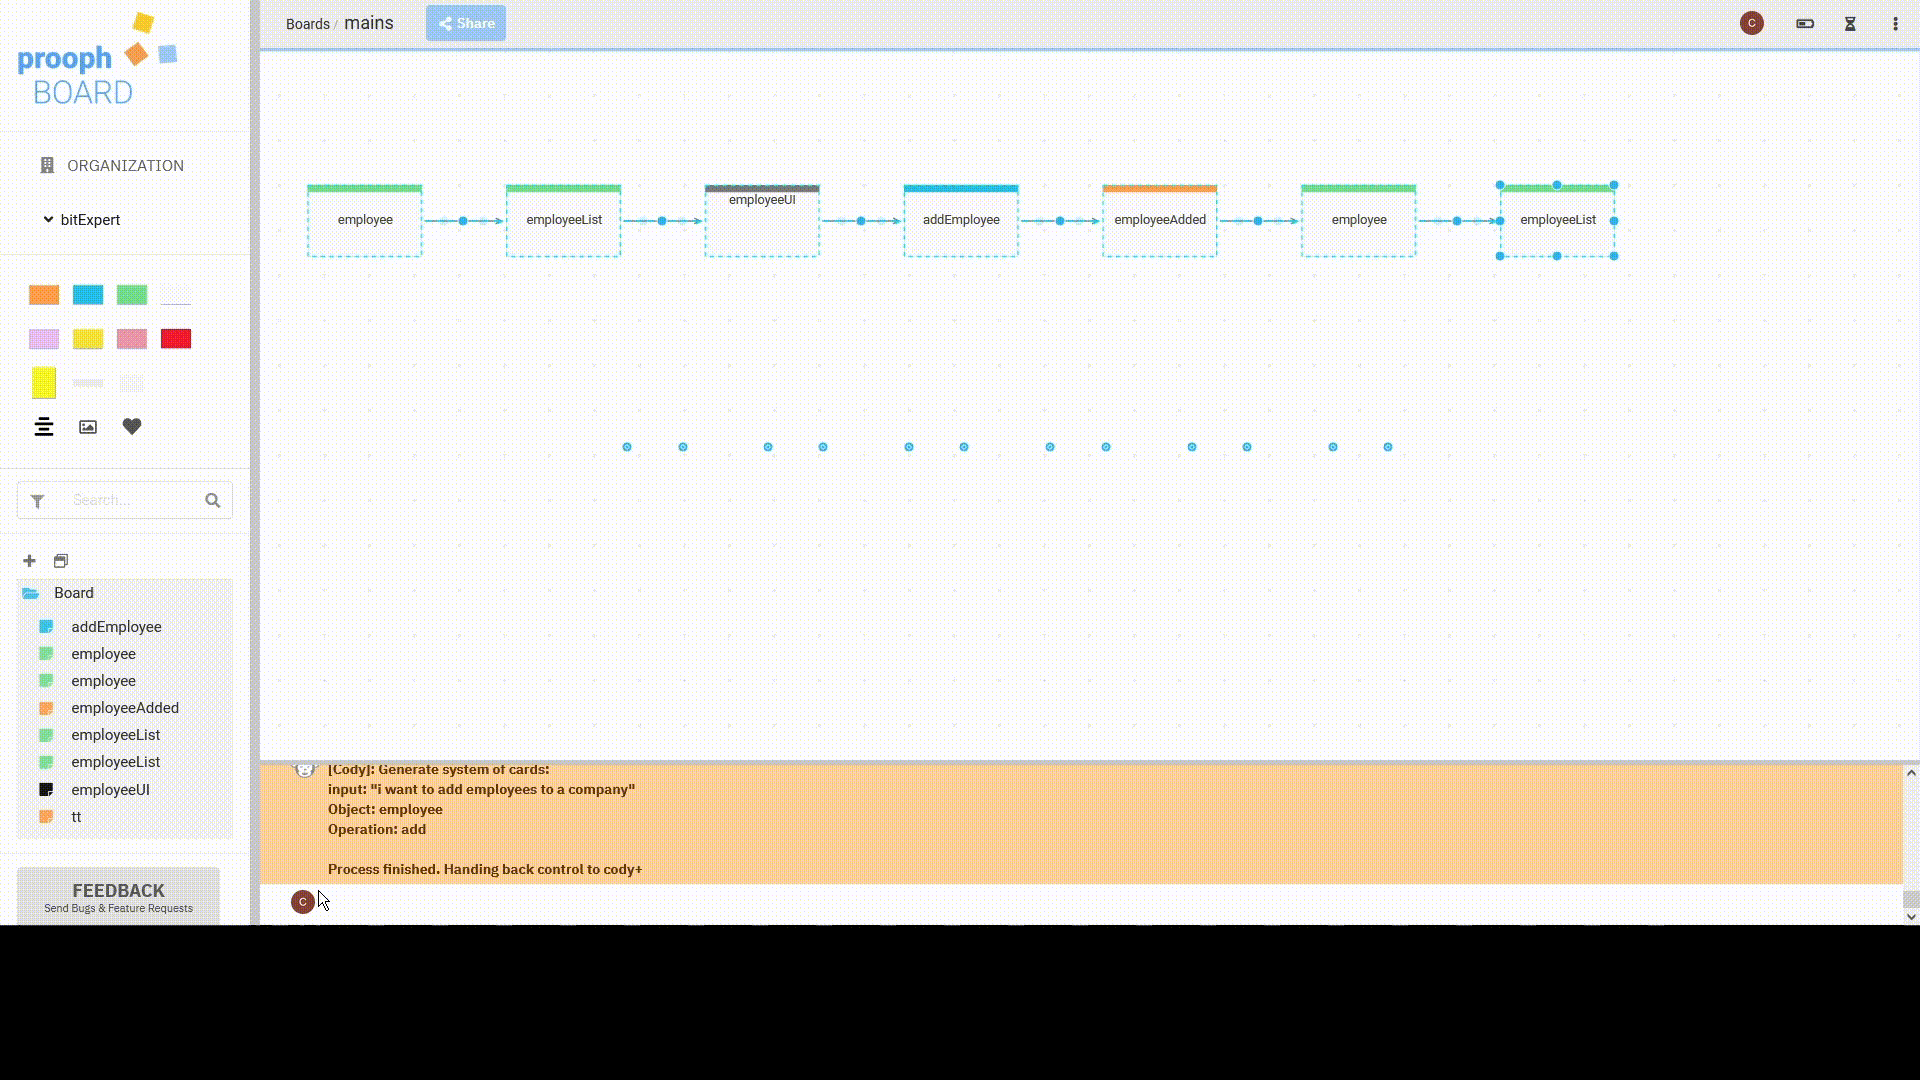 prooph
BOARD
Boards / mains
Share
C
ORGANIZATION
bitExpert
employee
employeeList
employeeUI
addEmployee
employeeAdded
employee
employeeList
Search...
Board
addEmployee
employee
employee
employeeAdded
employeeList
employeeList
employeeUI
tt
FEEDBACK
Send Bugs & Feature Requests
[Cody]: Generate system of cards:
input: "i want to add employees to a company"
Object: employee
Operation: add
Process finished. Handing back control to cody+
C